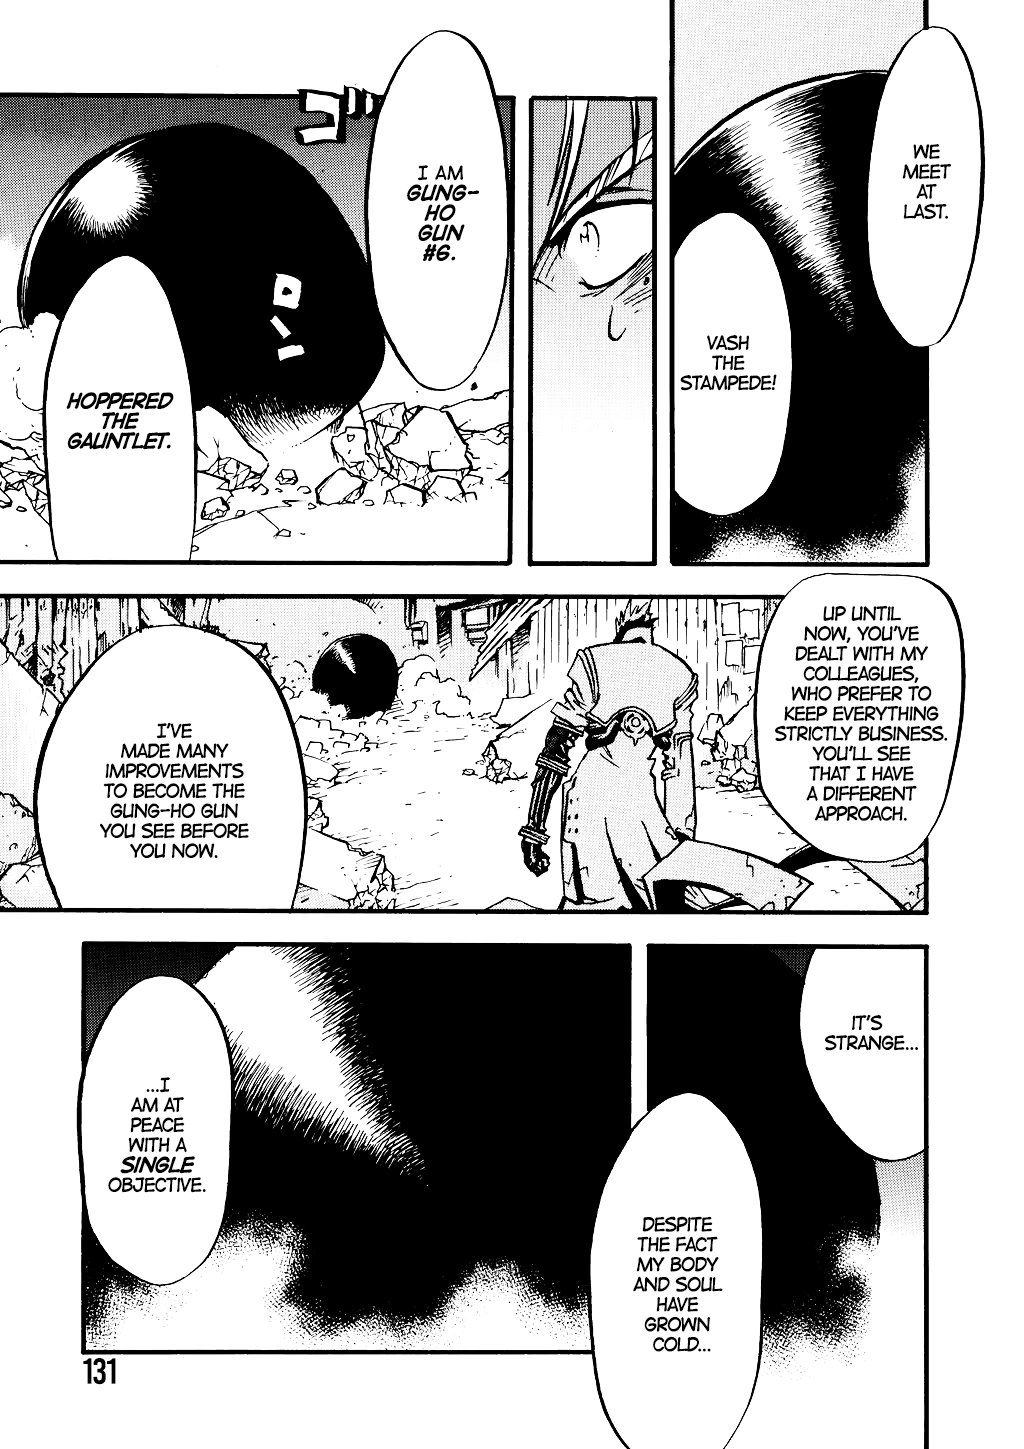 WE
MEET
AT
LAST.
VASH
THE
STAMPEDE!
I AM
GUNG-
HO
GUN
#6.
ゴ
ロ
HOPPERED
THE
GAUNTLET.
UP UNTIL
NOW, YOU'VE
DEALT WITH MY
COLLEAGUES,
WHO PREFER TO
KEEP EVERYTHING
STRICTLY BUSINESS.
YOU'LL SEE
THAT I HAVE
A DIFFERENT
APPROACH.
I'VE
MADE MANY
IMPROVEMENTS
TO BECOME THE
GUNG-HO GUN
YOU SEE BEFORE
YOU NOW.
IT'S
STRANGE...
DESPITE
THE FACT
MY BODY
AND SOUL
HAVE
GROWN
COLD...
...I
AM AT
PEACE
WITH A
SINGLE
OBJECTIVE.
131